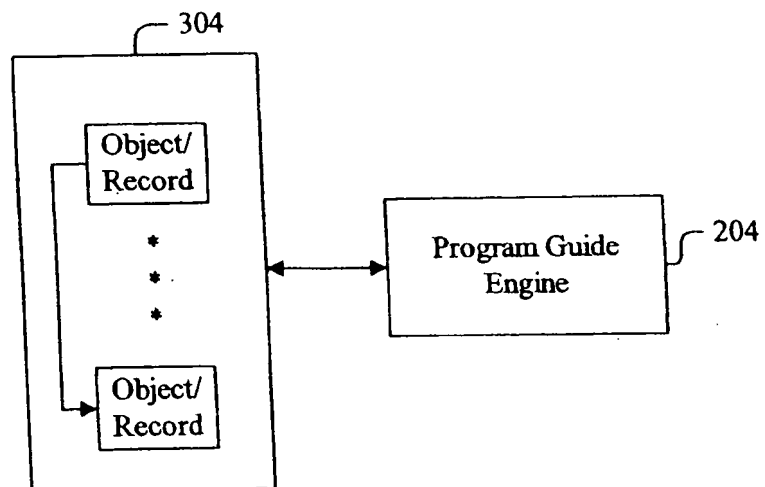 304
Object/
Record
*
*
*
Object/
Record
Program Guide
Engine
204